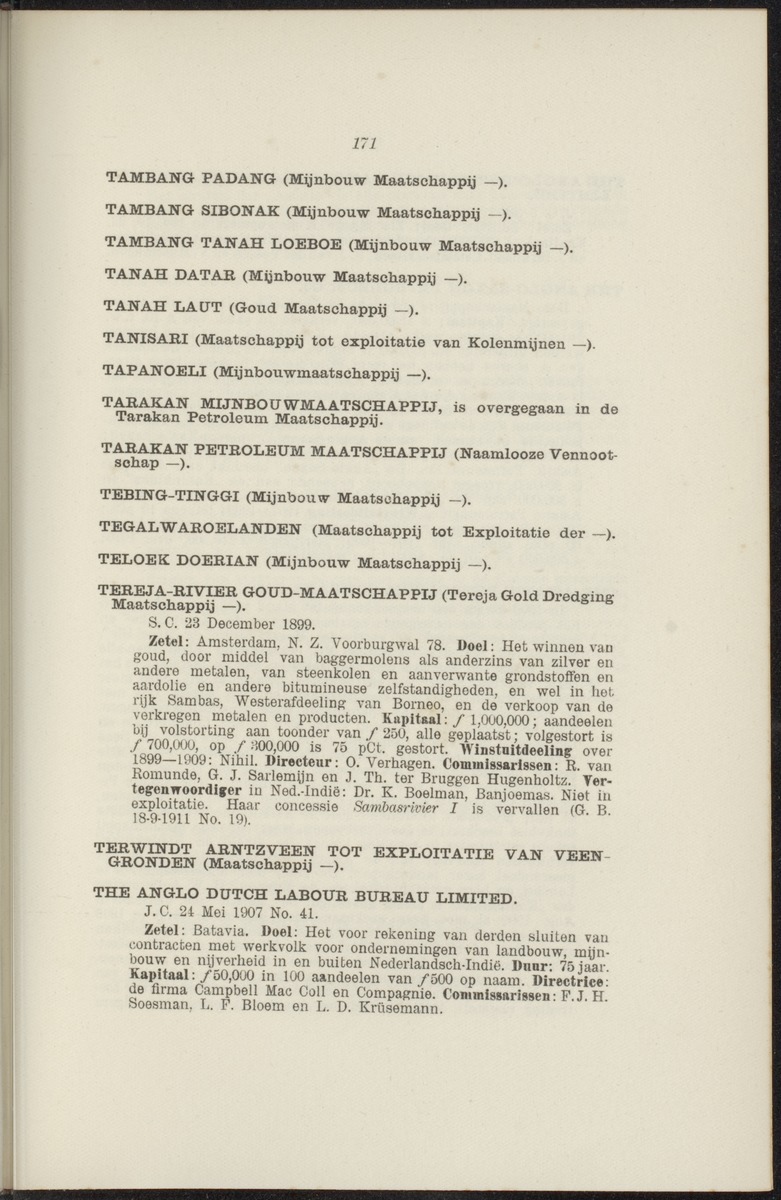 171
TAMBANG PADANG (Mijnbouw Maatschappij —).
TAMBANG SIBONAK (Mijnbouw Maatschappij —).
TAMBANG TANAH LOEBOE (Mijnbouw Maatschappij —).
TANAH DATAR (Mijnbouw Maatschappij —).
TANAH LAUT (Goud Maatschappij —).
TANISARI (Maatschappij tot exploitatie van Kolenmijnen —).
TAPANOELI (Mijnbouwmaatschappij —).
TARAKAN MIJNBOUWMAATSCHAPPIJ, is overgegaan in de
Tarakan Petroleum Maatschappij.
TARAKAN PETROLEUM MAATSCHAPPIJ (Naamlooze Vennoot-
schap —).
TEBING-TINGGI (Mijnbouw Maatschappij —).
TEGALWAROELANDEN (Maatschappij tot Exploitatie der —).
TELOEK DOERIAN (Mijnbouw Maatschappij —).
TEREJA-RIVIER GOUD-MAATSCHAPPIJ (Tereja Gold Dredging
Maatschappij —).
S. C. 23 December 1899.
Zetel: Amsterdam, N. Z. Voorburgwal 78. Doel: Het winnen van
goud, door middel van baggermolens als anderzins van zilver en
andere metalen, van steenkolen en aanverwante grondstoffen en
aardolie en andere bitumineuse zelfstandigheden, en wel in het
rijk Sambas, Westerafdeeling van Borneo, en de verkoop van de
verkregen metalen en producten. Kapitaal: ƒ 1,000,000; aandeelen
bij volstorting aan toonder van ƒ 250, alle geplaatst; volgestort is
ƒ 700,000, op ƒ 300,000 is 75 pCt. gestort. Winstuitdeeling over
1899—1909: Nihil. Directeur: O. Verhagen. Commissarissen: R. van
Romunde, G. J. Sarlemijn en J. Th. ter Bruggen Hugenholtz. Ver-
tegenwoordiger in Ned.-Indië: Dr. K. Boelman, Banjoemas. Niet in
exploitatie. Haar concessie Sambasrivier I is vervallen (G. B.
18-9-1911 No. 19).
TERWINDT ARNTZVEEN TOT EXPLOITATIE VAN VEEN-
GRONDEN (Maatschappij —).
THE ANGLO DUTCH LABOUR BUREAU LIMITED.
J. C. 24 Mei 1907 No. 41.
Zetel: Batavia. Doel: Het voor rekening van derden sluiten van
contracten met werkvolk voor ondernemingen van landbouw, mijn-
bouw en nijverheid in en buiten Nederlandsch-Indië. Duur: 75 jaar.
Kapitaal: ƒ 50,000 in 100 aandeelen van ƒ 500 op naam. Directrice:
de firma Campbell Mac Coll en Compagnie. Commissarissen: F. J. H.
Soesman, L. F. Bloem en L. D. Krüsemann.